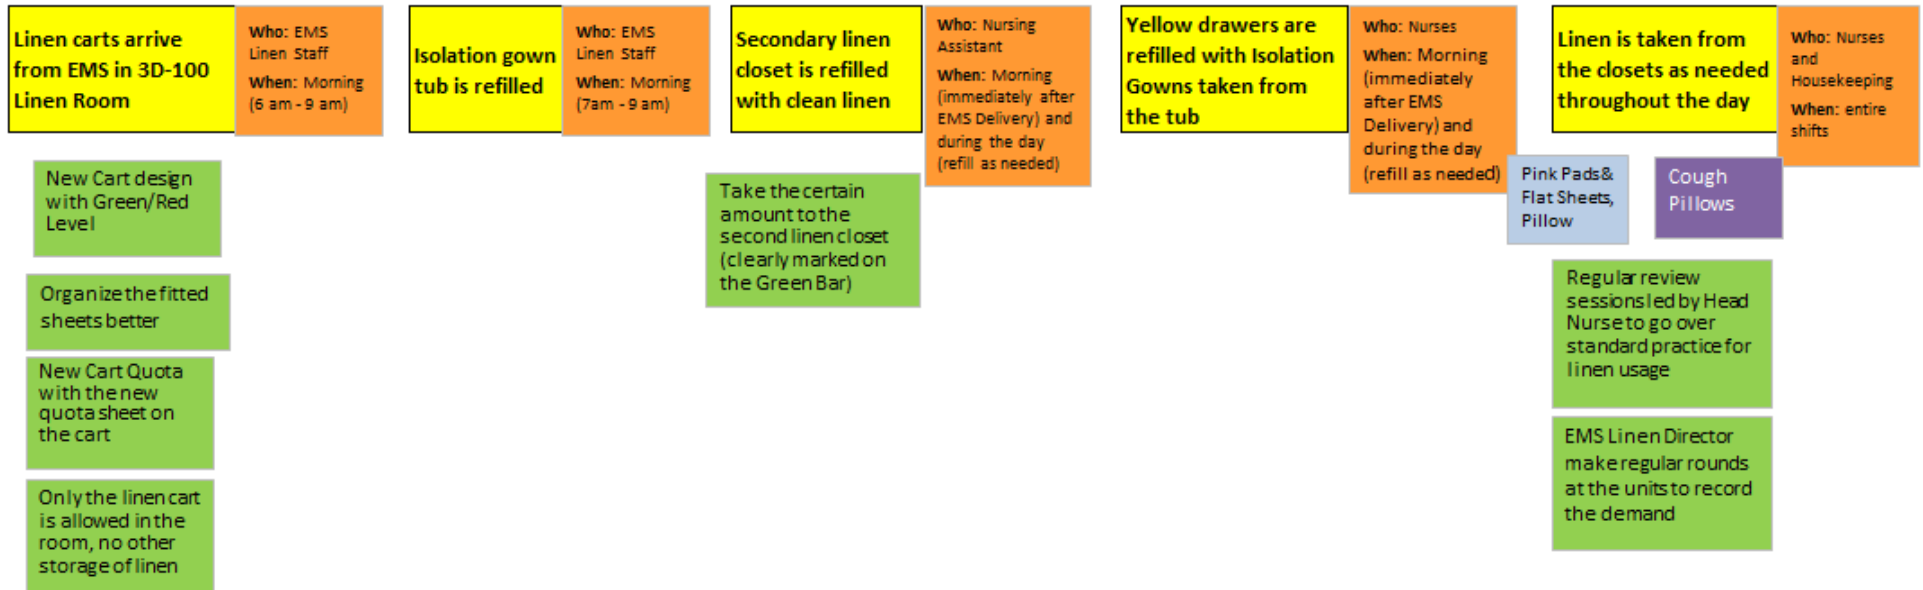 Linen carts arrive
from EMS in 3D-100
Linen Room
Who: EMS
Linen Staff
When: Morning
(6 am - 9 am)
Isolation gown
tub is refilled
Who: EMS
Linen Staff
When: Morning
(7am - 9 am)
Secondary linen
closet is refilled
with clean linen
Who: Nursing
Assistant
When: Morning
(immediately after
EMS Delivery) and
during the day
(refill as needed)
Yellow drawers are
refilled with Isolation
Gowns taken from
the tub
Who: Nurses
When: Morning
(immediately
after EMS
Delivery) and
during the day
(refill as needed)
Linen is taken from
the closets as needed
throughout the day
Who: Nurses
and
Housekeeping
When: entire
shifts
New Cart design
with Green/Red
Level
Organize the fitted
sheets better
New Cart Quota
with the new
quota sheet on
the cart
Only the linen cart
is allowed in the
room, no other
storage of linen
Take the certain
amount to the
second linen closet
(clearly marked on
the Green Bar)
Pink Pads&
Flat Sheets,
Pillow
Cough
Pillows
Regular review
sessions led by Head
Nurse to go over
standard practice for
linen usage
EMS Linen Director
make regular rounds
at the units to record
the demand